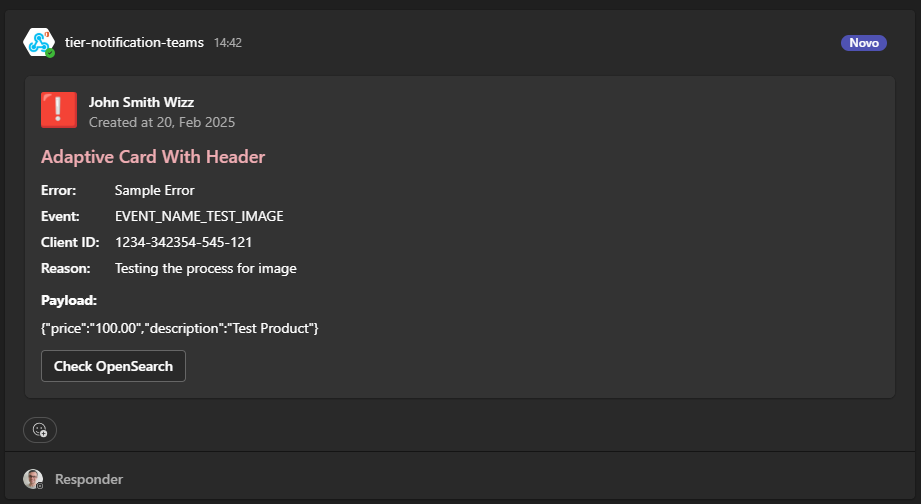 tier-notification-teams 14:42 Novo
John Smith Wizz
Created at 20, Feb 2025
Adaptive Card With Header
Error: Sample Error
Event: EVENT_NAME_TEST_IMAGE
Client ID: 1234-342354-545-121
Reason: Testing the process for image
Payload:
{"price":"100.00","description":"Test Product"}
Check OpenSearch
Responder